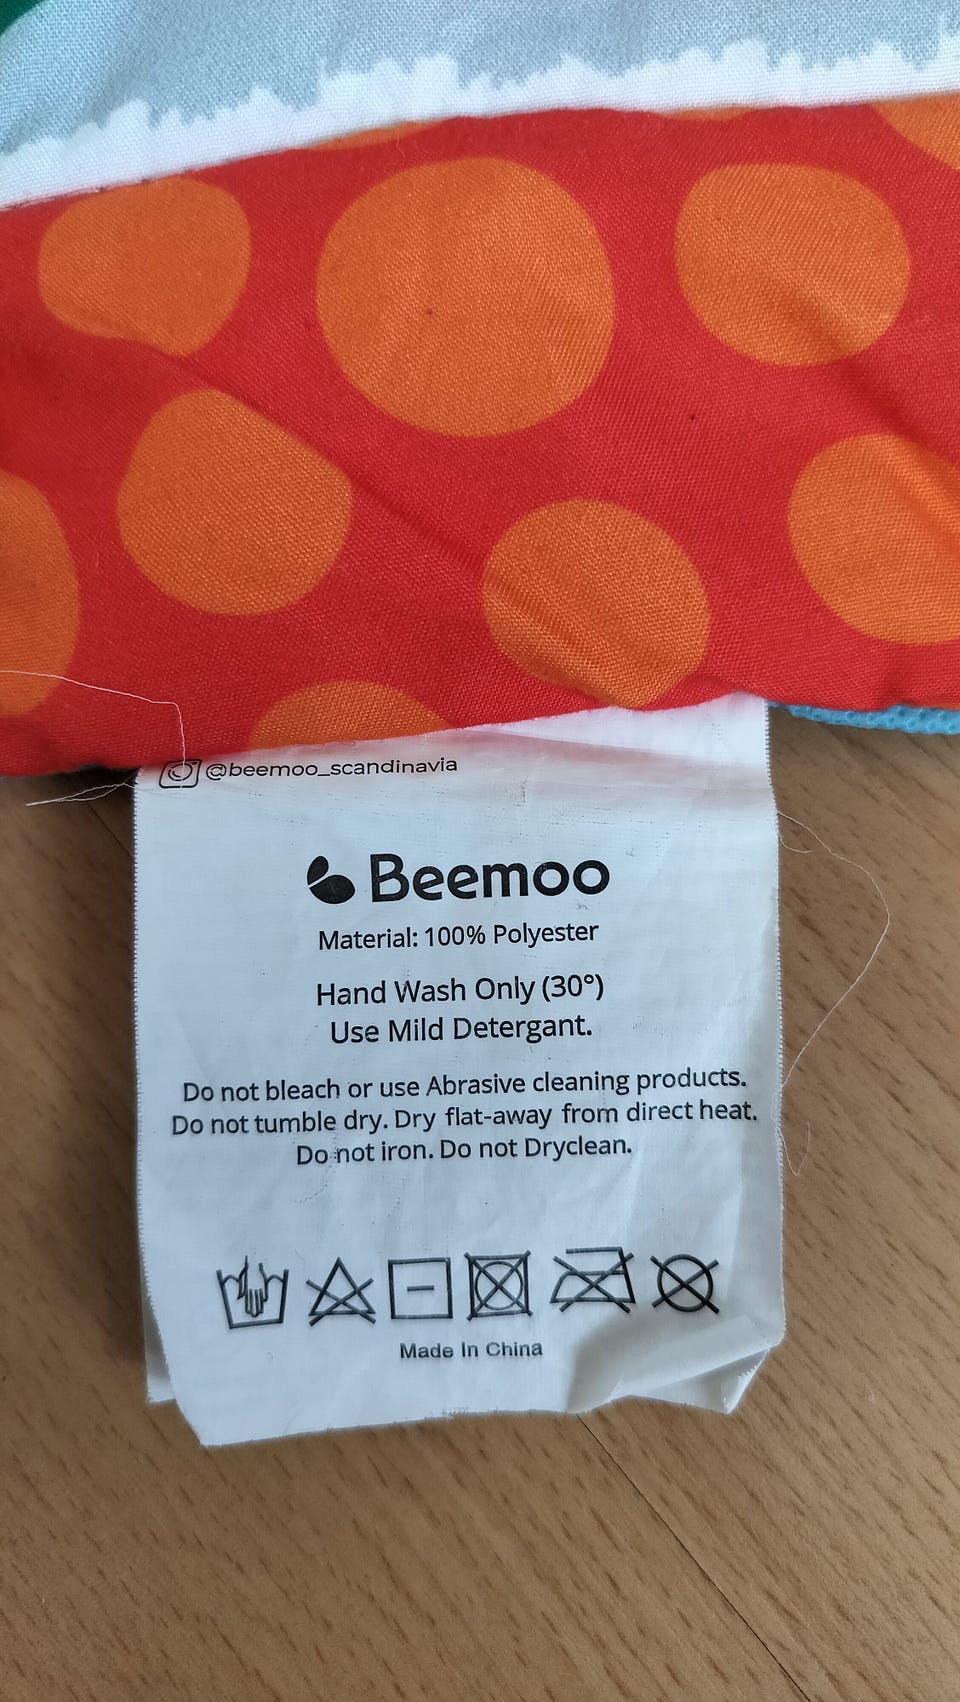 @beemoo_scandinavia
Beemoo
Material: 100% Polyester
Hand Wash Only (30°)
Use Mild Detergant.
Do not bleach or use Abrasive cleaning products.
Do not tumble dry. Dry flat-away from direct heat.
Do not iron. Do not Dryclean.
Made In China